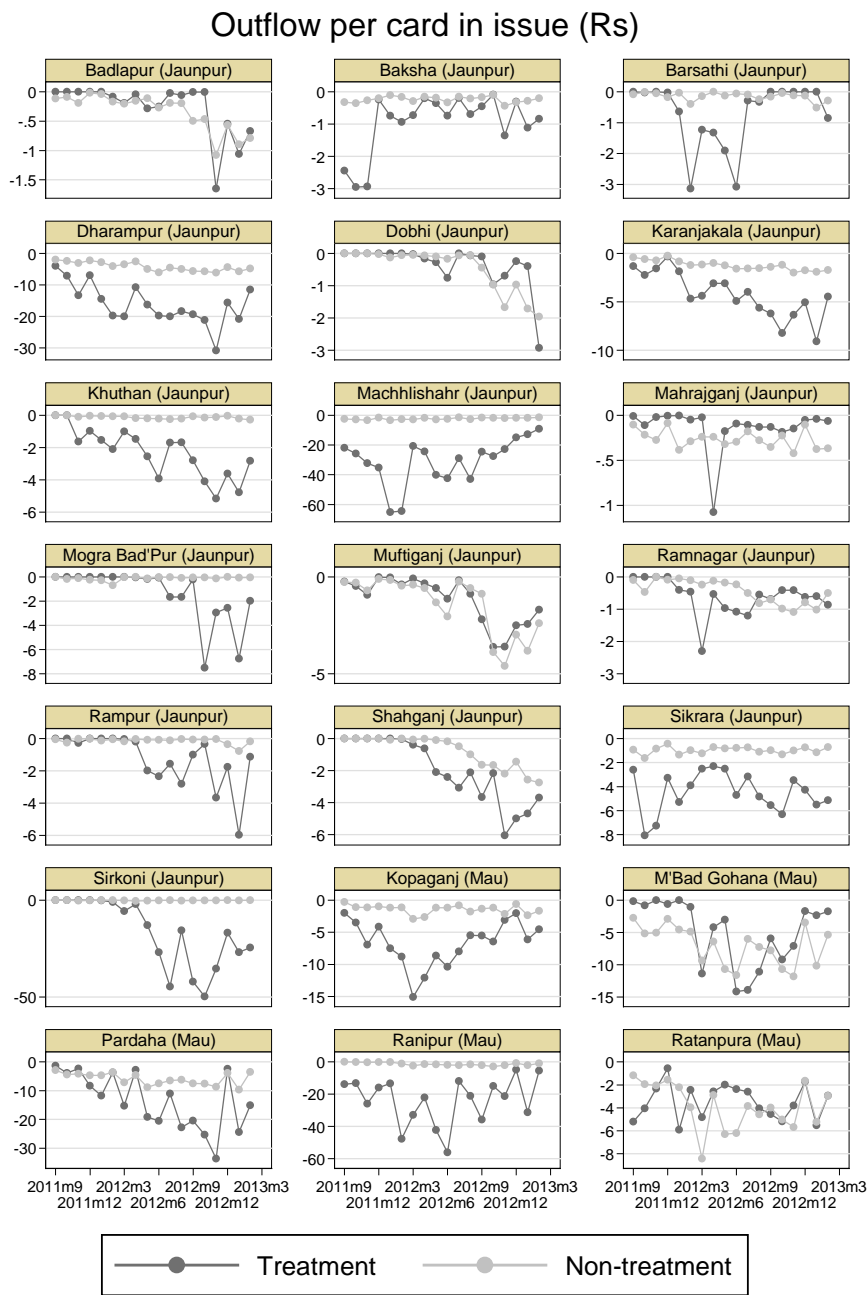 Outflow per card in issue (Rs)
Badlapur (Jaunpur)
0
-.5
-1
-1.5
Baksha (Jaunpur)
0
-1
-2
-3
Barsathi (Jaunpur)
0
-1
-2
-3
Dharampur (Jaunpur)
0
-10
-20
-30
Dobhi (Jaunpur)
0
-1
-2
-3
Karanjakala (Jaunpur)
0
-5
-10
Khuthan (Jaunpur)
0
-2
-4
-6
Machhlishahr (Jaunpur)
0
-20
-40
-60
Mahrajganj (Jaunpur)
0
-.5
-1
Mogra Bad'Pur (Jaunpur)
0
-2
-4
-6
-8
Muftiganj (Jaunpur)
0
-5
Ramnagar (Jaunpur)
0
-1
-2
-3
Rampur (Jaunpur)
0
-2
-4
-6
Shahganj (Jaunpur)
0
-2
-4
-6
Sikrara (Jaunpur)
0
-2
-4
-6
-8
Sirkoni (Jaunpur)
0
-50
Kopaganj (Mau)
0
-5
-10
-15
M'Bad Gohana (Mau)
0
-5
-10
-15
Pardaha (Mau)
0
-10
-20
-30
Ranipur (Mau)
0
-20
-40
-60
Ratanpura (Mau)
0
-2
-4
-6
-8
2011m9 2012m3 2012m9 2013m3
2011m12 2012m6 2012m12
2011m9 2012m3 2012m9 2013m3
2011m12 2012m6 2012m12
2011m9 2012m3 2012m9 2013m3
2011m12 2012m6 2012m12
Treatment Non-treatment